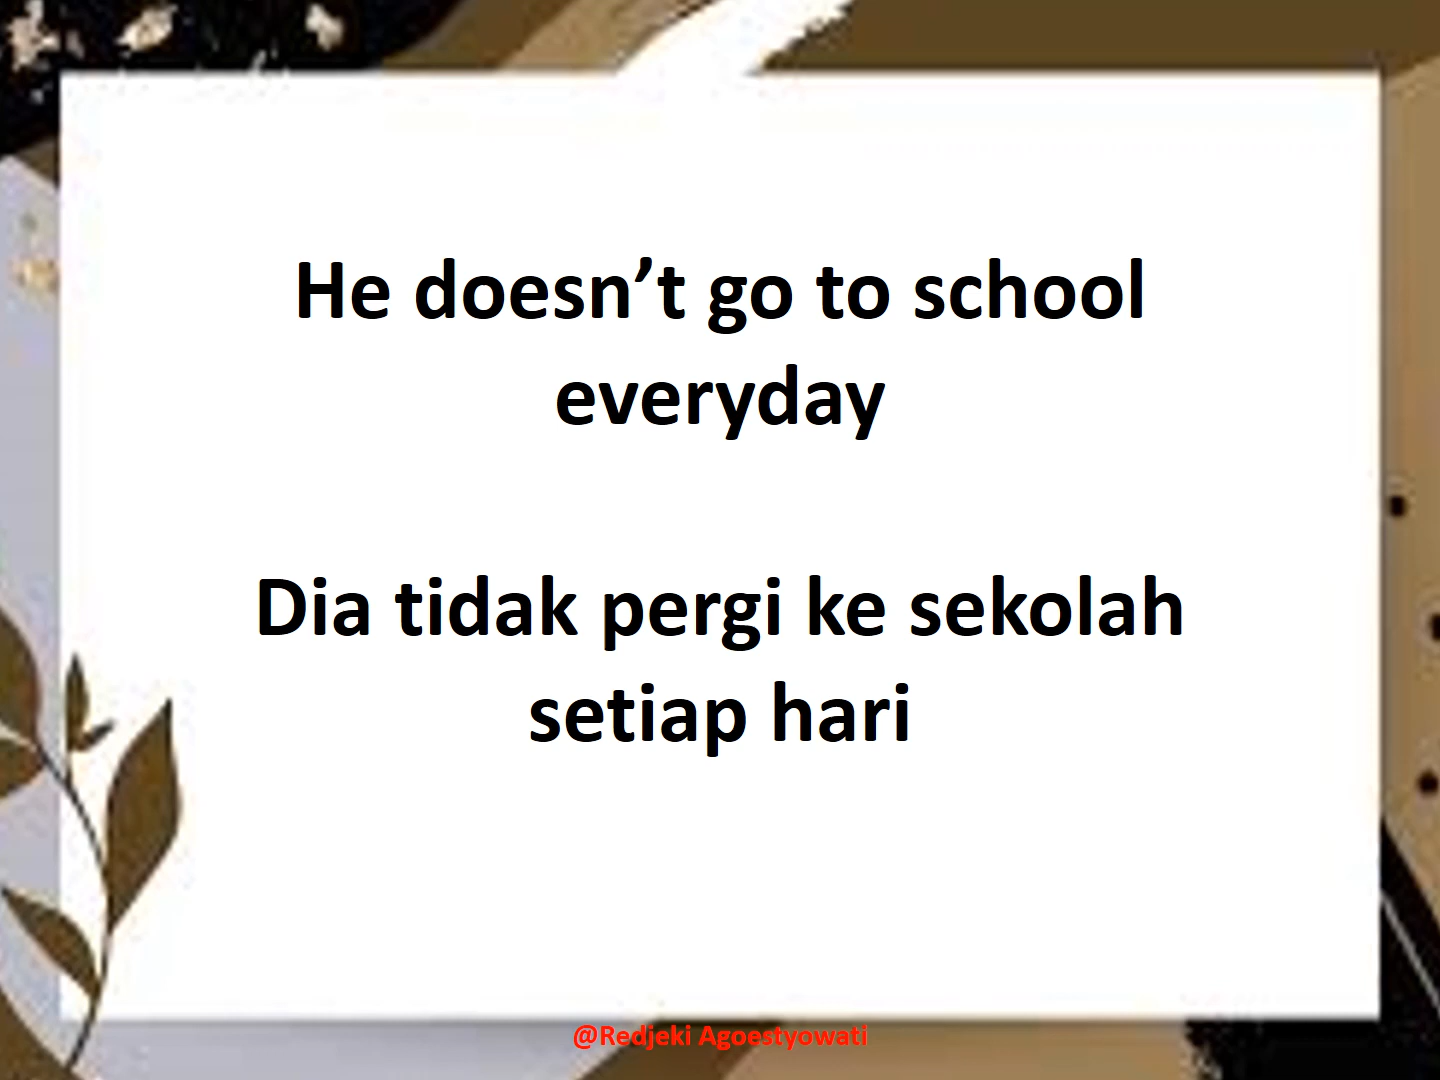 He doesn’t go to school
everyday
Dia tidak pergi ke sekolah
setiap hari
@Redjeki Agoestyowati